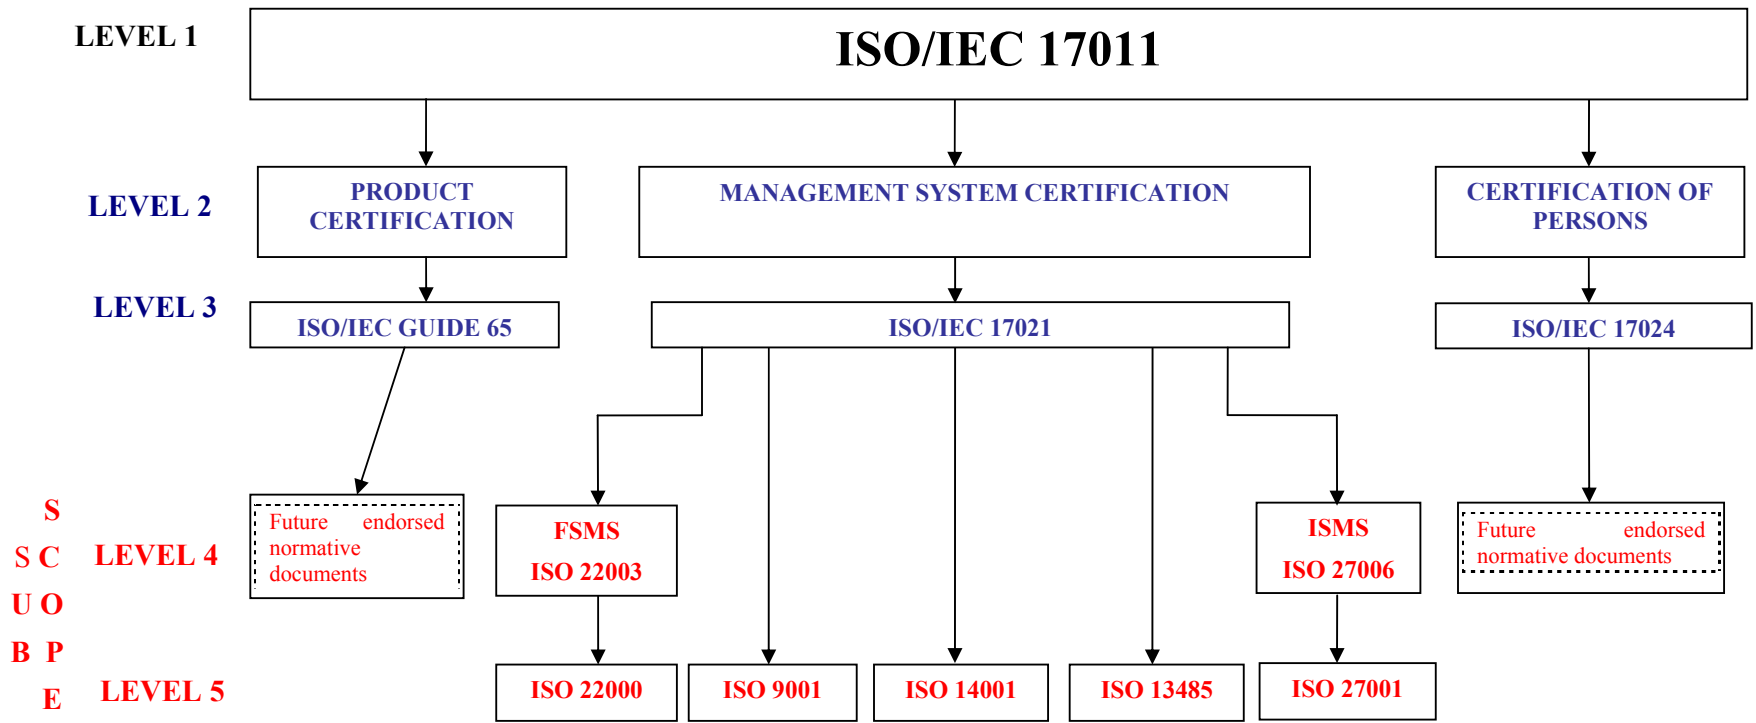 LEVEL 1
ISO/IEC 17011
LEVEL 2
PRODUCT
CERTIFICATION
MANAGEMENT SYSTEM CERTIFICATION
CERTIFICATION OF
PERSONS
LEVEL 3
ISO/IEC GUIDE 65
ISO/IEC 17021
ISO/IEC 17024
S
S C
U O
B P
E
LEVEL 4
Future endorsed
normative
documents
FSMS
ISO 22003
ISMS
ISO 27006
Future endorsed
normative documents
LEVEL 5
ISO 22000
ISO 9001
ISO 14001
ISO 13485
ISO 27001